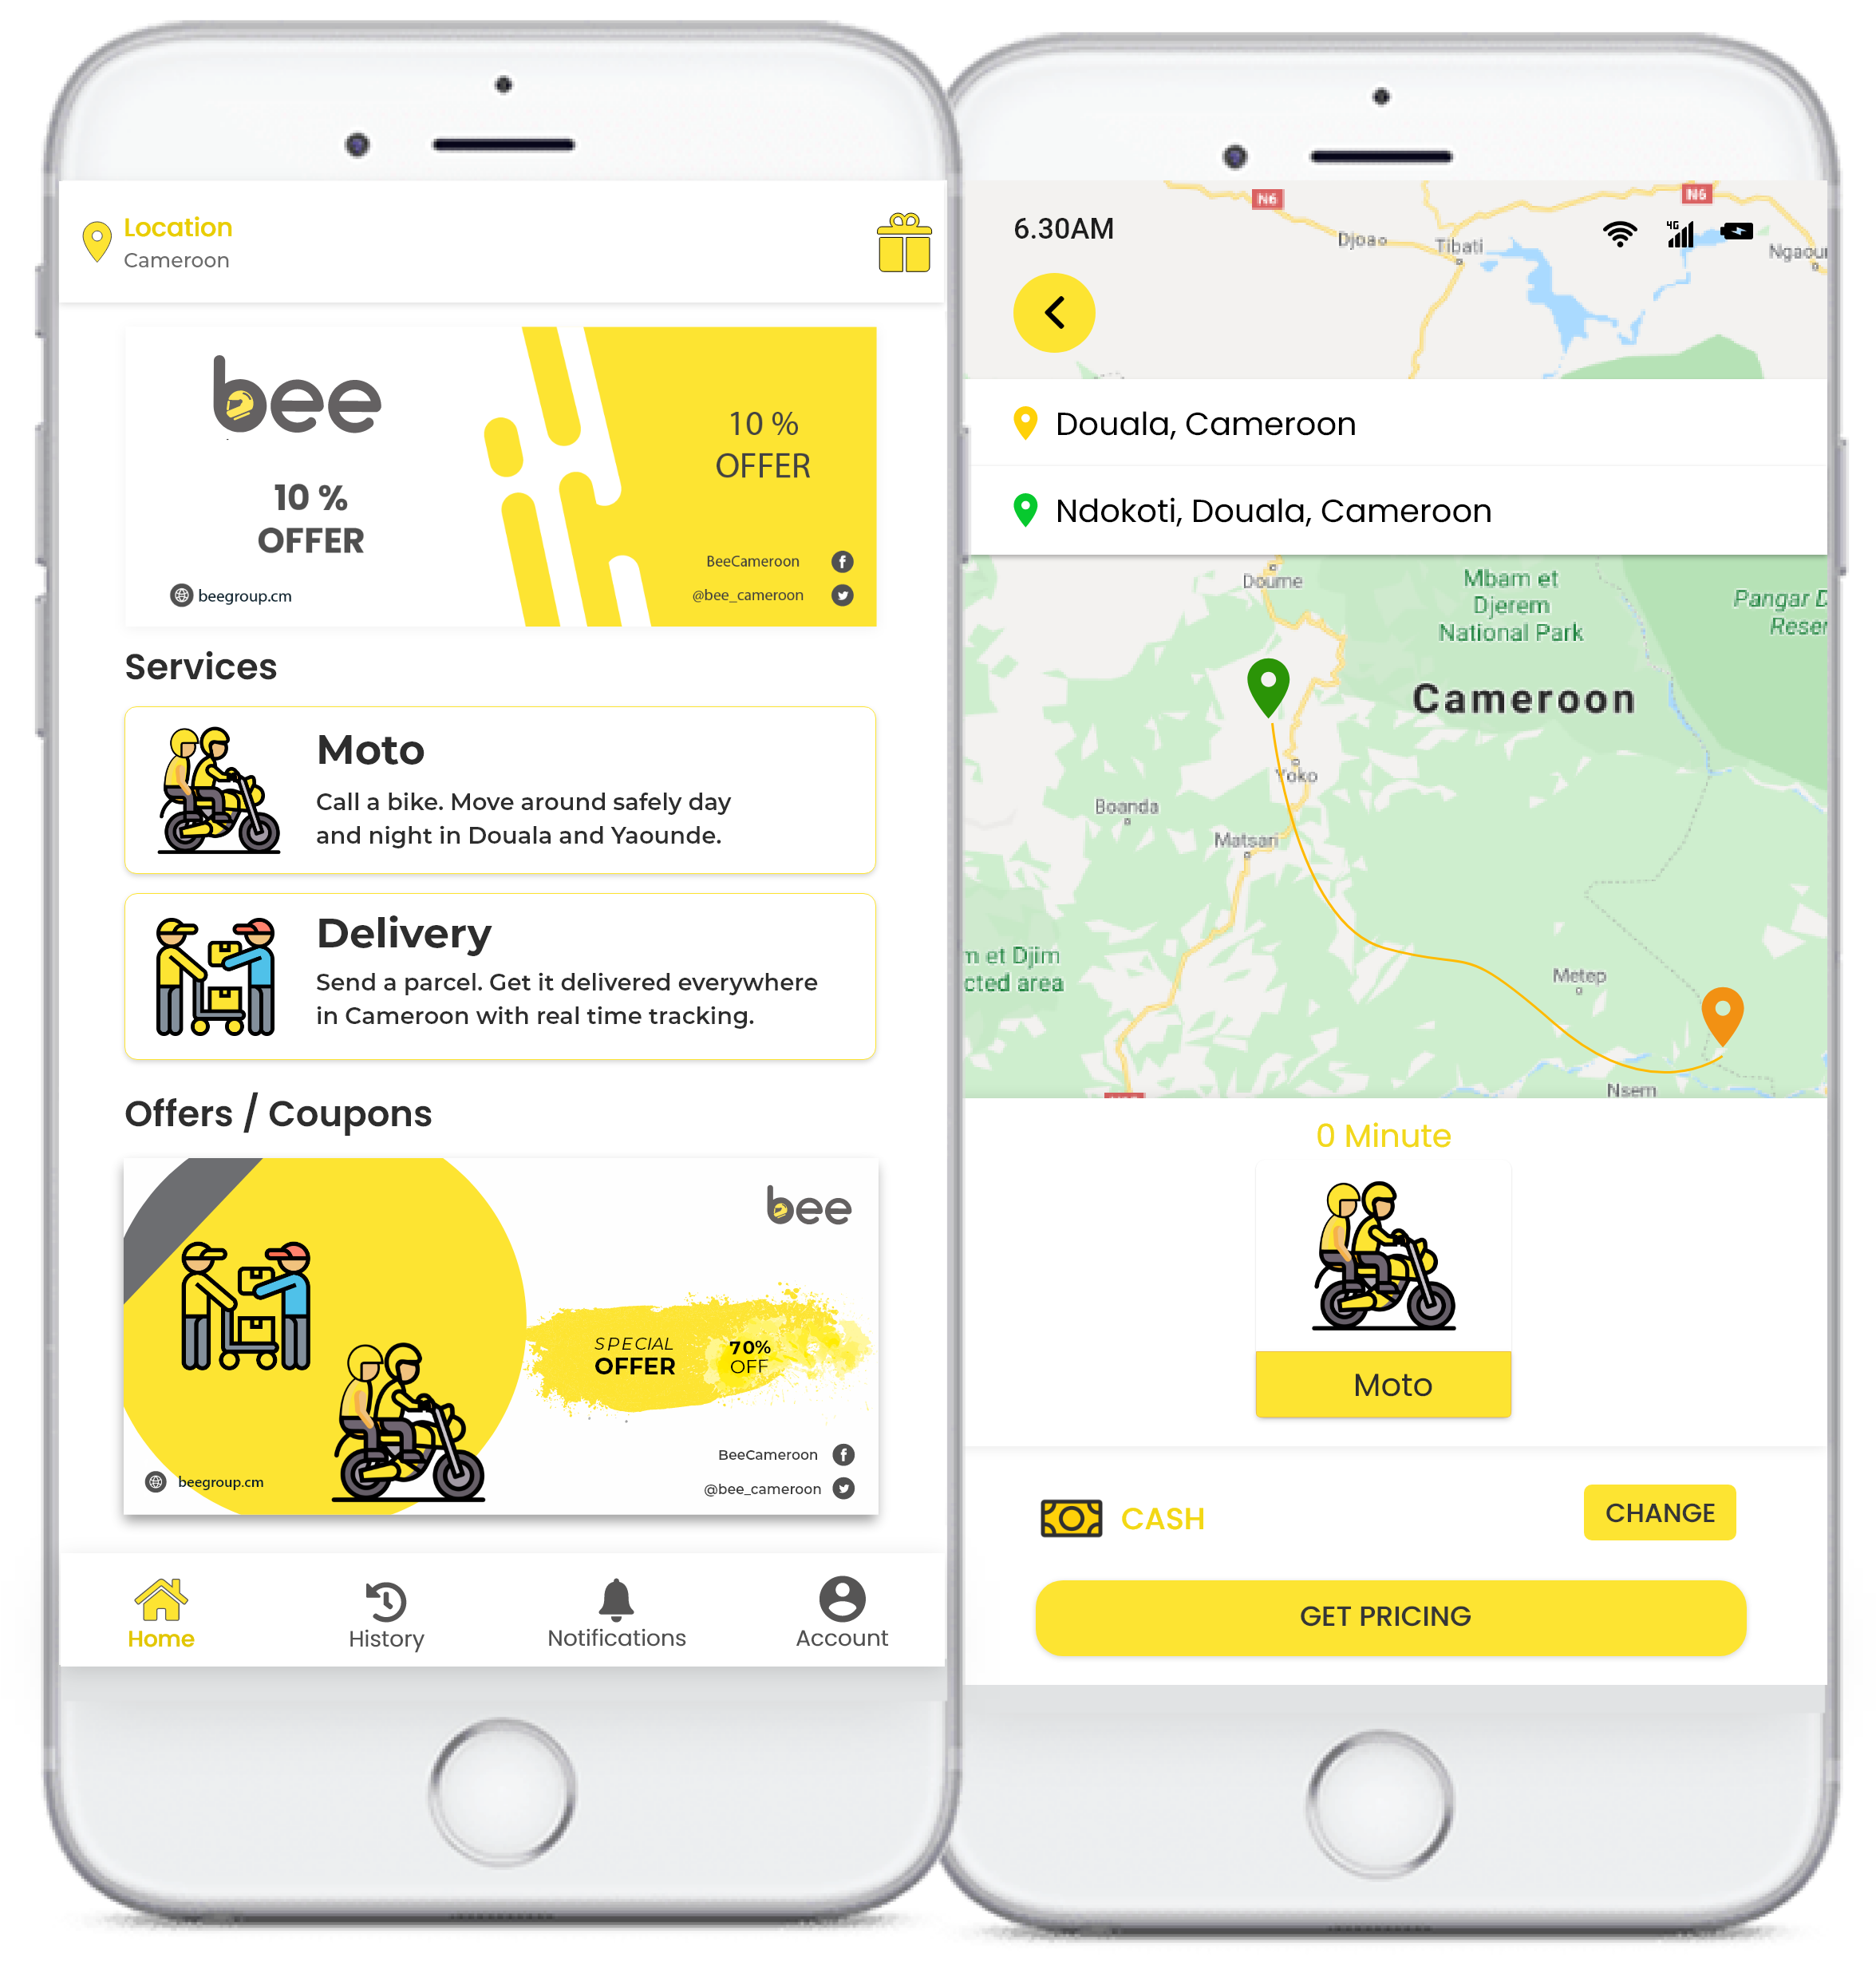 Location
Cameroon
bee
10 %
OFFER
beegroup.cm
10 %
OFFER
BeeCameroon
@bee_cameroon
Services
Moto
Call a bike. Move around safely day
and night in Douala and Yaounde.
Delivery
Send a parcel. Get it delivered everywhere
in Cameroon with real time tracking.
Offers / Coupons
bee
SPECIAL
OFFER
70%
OFF
beegroup.cm
BeeCameroon
@bee_cameroon
Home
History
Notifications
Account
N6
N6
6.30AM
4G
Djoa
Tibati
Ngaou
Douala, Cameroon
Ndokoti, Douala, Cameroon
Doume
Mbam et
Djerem
National Park
Pangar D
Reser
Cameroon
Yoko
Boanda
Matsari
m et Djim
cted area
Metep
Nsem
0 Minute
Moto
CASH
CHANGE
GET PRICING